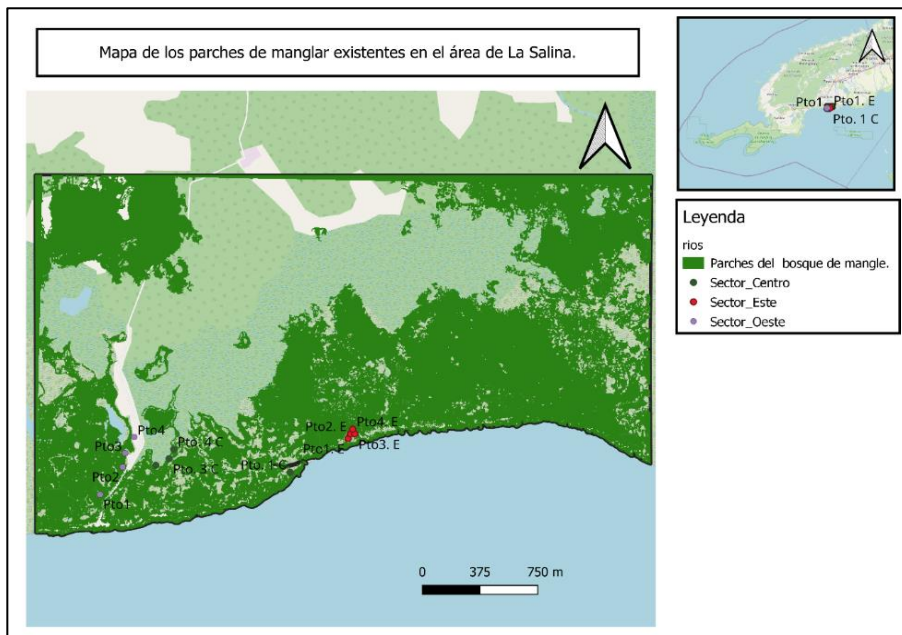 Mapa de los parches de manglar existentes en el área de La Salina.
Pto1
Pto1. E
Pto. 1 C
Leyenda
rios
Parches del bosque de mangle.
Sector_Centro
Sector_Este
Sector_Oeste
Pto2. E
Pto4. E
Pto4
Pto. 4 C
Pto3
Pto1. E
Pto3. E
Pto. 3 C
Pto. 1 C
Pto2
Pto1
0 375 750 m